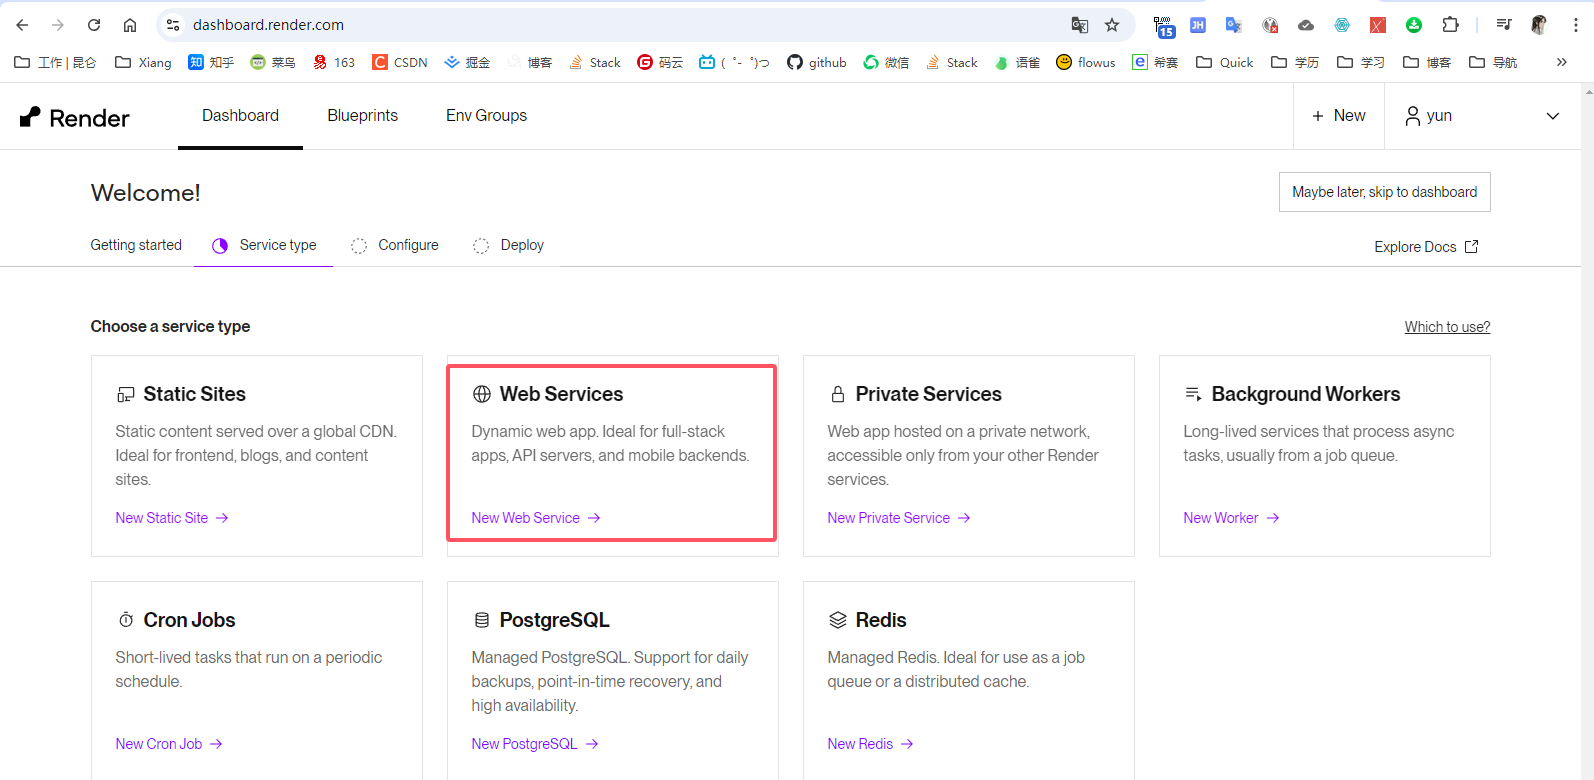 dashboard.render.com
15
JH
工作 | 昆仑
Xiang
知 知乎
菜鸟
163
C CSDN
掘金
博客
Stack
G 码云
( ゜- ゜)つ
github
微信
Stack
语雀
flowus
e 希赛
Quick
学历
学习
博客
导航
»
Render
Dashboard
Blueprints
Env Groups
+ New
yun
Welcome!
Maybe later, skip to dashboard
Getting started
Service type
Configure
Deploy
Explore Docs
Choose a service type
Which to use?
Static Sites
Static content served over a global CDN.
Ideal for frontend, blogs, and content
sites.
New Static Site →
Web Services
Dynamic web app. Ideal for full-stack
apps, API servers, and mobile backends.
New Web Service →
Private Services
Web app hosted on a private network,
accessible only from your other Render
services.
New Private Service →
Background Workers
Long-lived services that process async
tasks, usually from a job queue.
New Worker →
Cron Jobs
Short-lived tasks that run on a periodic
schedule.
New Cron Job →
PostgreSQL
Managed PostgreSQL. Support for daily
backups, point-in-time recovery, and
high availability.
New PostgreSQL →
Redis
Managed Redis. Ideal for use as a job
queue or a distributed cache.
New Redis →